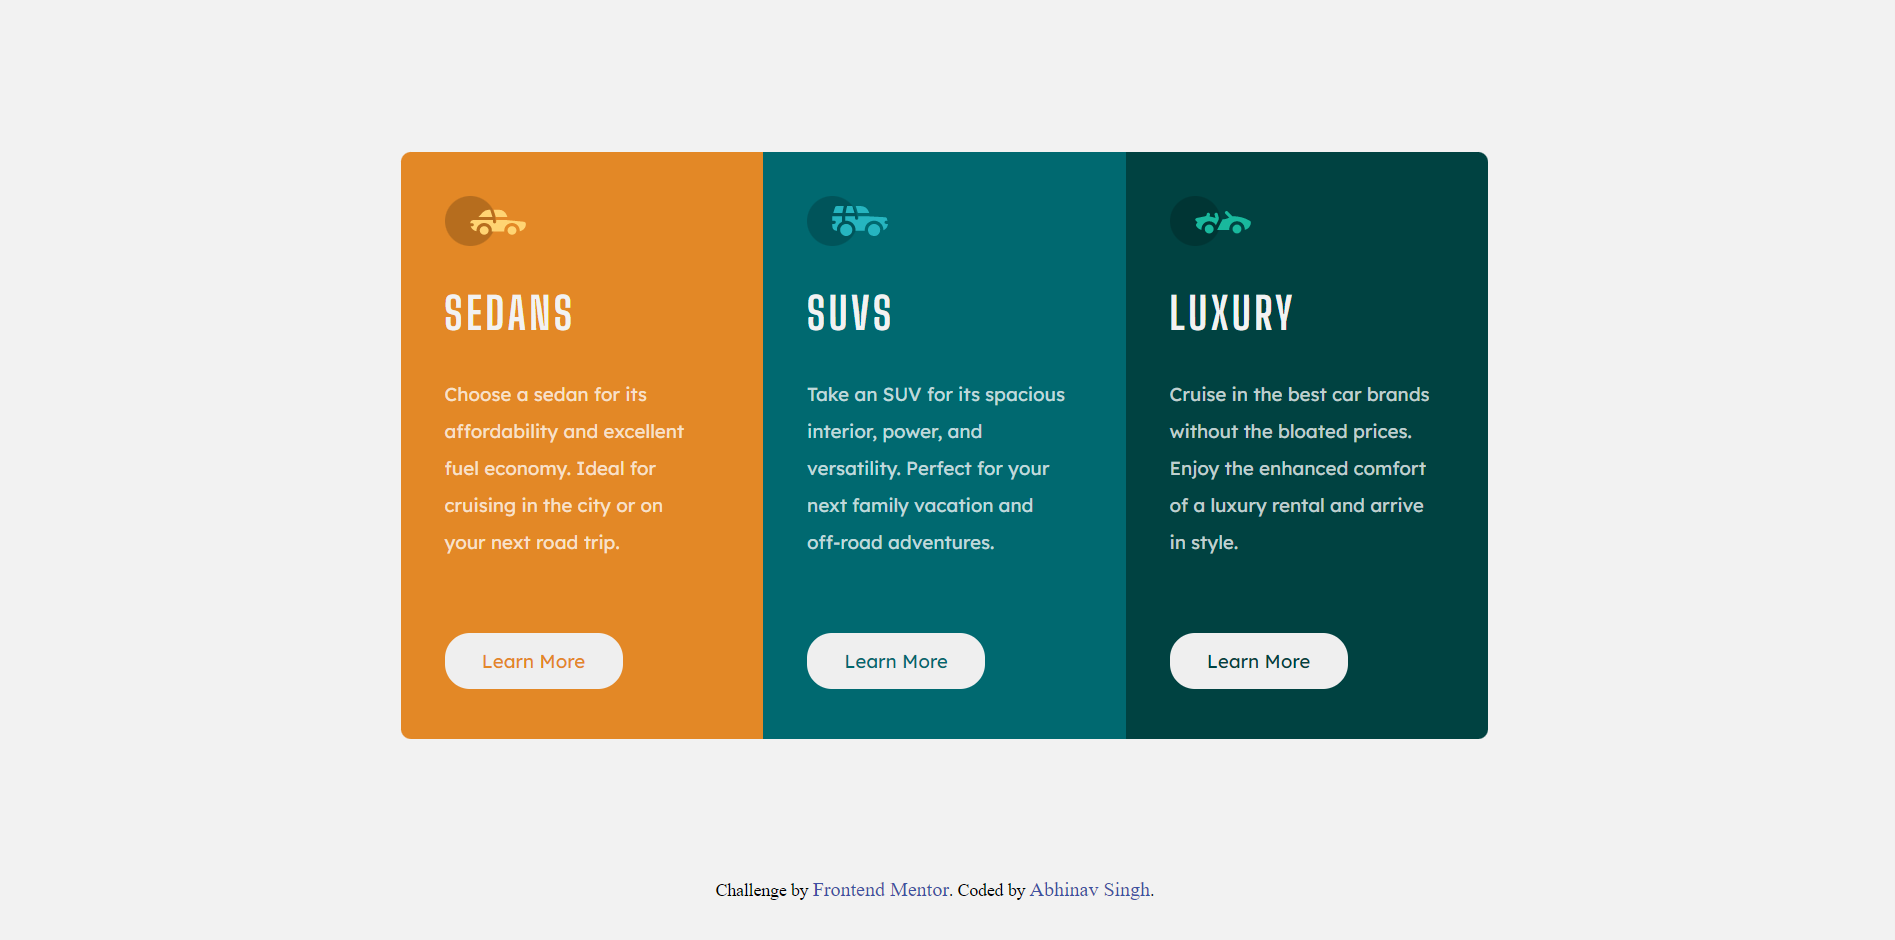 SEDANS
Choose a sedan for its
affordability and excellent
fuel economy. Ideal for
cruising in the city or on
your next road trip.
Learn More
SUVS
Take an SUV for its spacious
interior, power, and
versatility. Perfect for your
next family vacation and
off-road adventures.
Learn More
LUXURY
Cruise in the best car brands
without the bloated prices.
Enjoy the enhanced comfort
of a luxury rental and arrive
in style.
Learn More
Challenge by Frontend Mentor. Coded by Abhinav Singh.